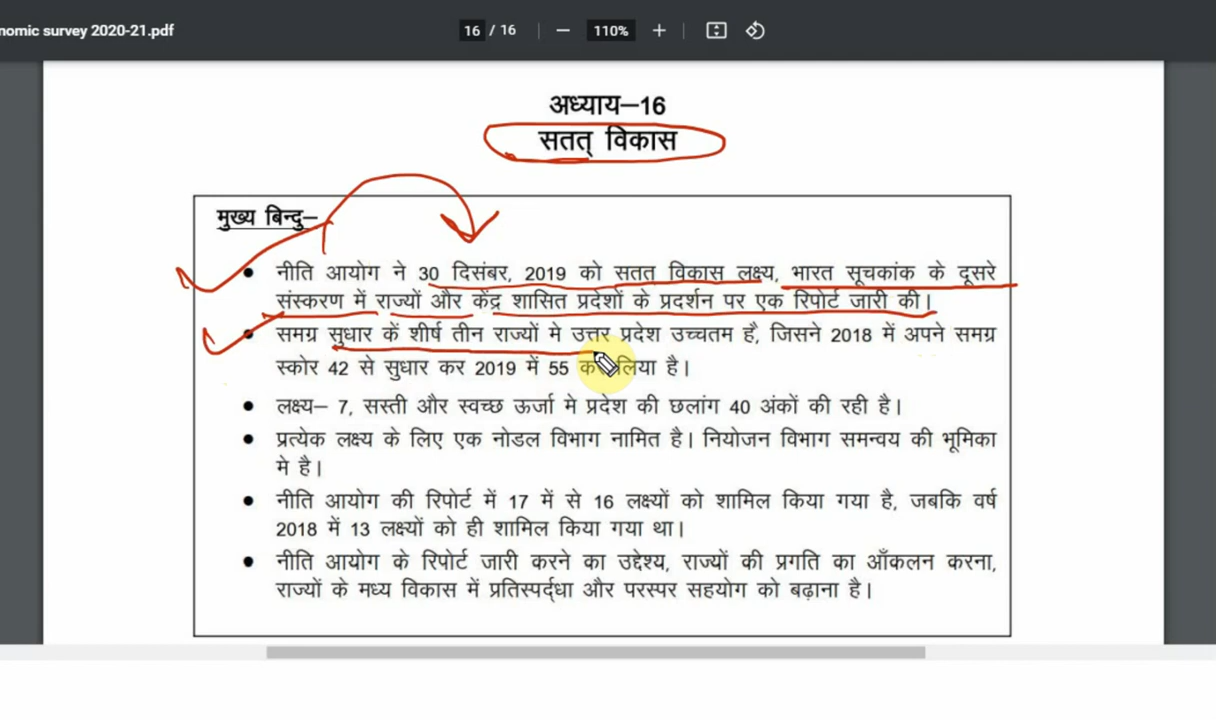 nomic survey 2020-21.pdf
16 / 16
110%
अध्याय–16
सतत् विकास
मुख्य बिन्दु–
• नीति आयोग ने 30 दिसंबर, 2019 को सतत विकास लक्ष्य, भारत सूचकांक के दूसरे
संस्करण में राज्यों और केंद्र शासित प्रदेशों के प्रदर्शन पर एक रिपोर्ट जारी की।
• समग्र सुधार कें शीर्ष तीन राज्यों मे उत्तर प्रदेश उच्चतम है, जिसने 2018 में अपने समग्र
स्कोर 42 से सुधार कर 2019 में 55 कर लिया है।
• लक्ष्य– 7, सस्ती और स्वच्छ ऊर्जा मे प्रदेश की छलांग 40 अंकों की रही है।
• प्रत्येक लक्ष्य के लिए एक नोडल विभाग नामित है। नियोजन विभाग समन्वय की भूमिका
मे है।
• नीति आयोग की रिपोर्ट में 17 में से 16 लक्ष्यों को शामिल किया गया है, जबकि वर्ष
2018 में 13 लक्ष्यों को ही शामिल किया गया था।
• नीति आयोग के रिपोर्ट जारी करने का उद्देश्य, राज्यों की प्रगति का आँकलन करना,
राज्यों के मध्य विकास में प्रतिस्पर्द्धा और परस्पर सहयोग को बढ़ाना है।